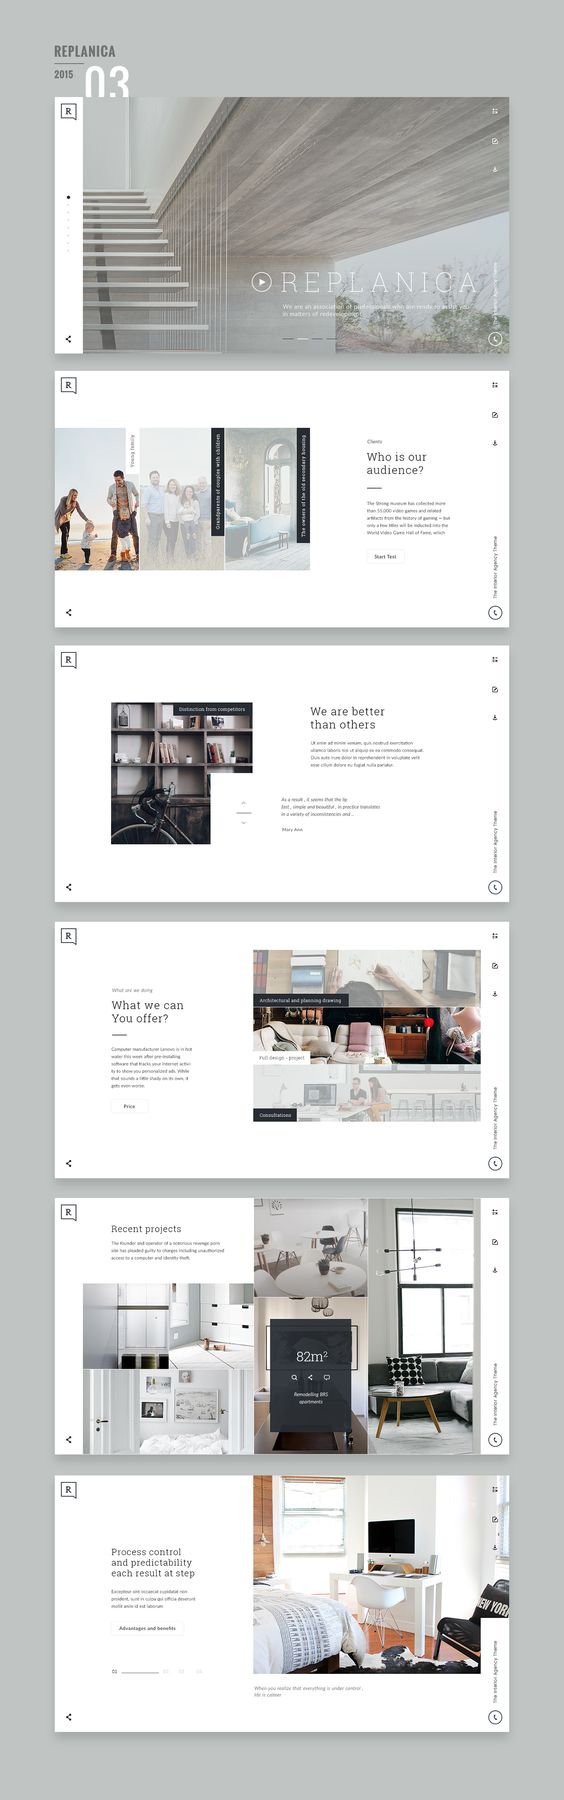 REPLANICA
2015
03
R
REPLANICA
We are an association of professionals who are ready to assist you
in matters of redevelopment
The Interior Agency Theme
R
Young family
Grandparents of couples with children
The owners of the old secondary housing
Clients
Who is our
audience?
The Strong museum has collected more
than 55,000 video games and related
artifacts from the history of gaming — but
only a few titles will be inducted into the
World Video Game Hall of Fame, which
Start Test
The Interior Agency Theme
R
Distinction from competitors
We are better
than others
Ut enim ad minim veniam, quis nostrud exercitation
ullamco laboris nisi ut aliquip ex ea commodo consequat.
Duis aute irure dolor in reprehenderit in voluptate velit
esse cillum dolore eu fugiat nulla pariatur.
As a result , it seems that the tip
fast , simple and beautiful , in practice translates
in a variety of inconsistencies and ..
Mary Ann
The Interior Agency Theme
R
What are we doing
What we can
You offer?
Computer manufacturer Lenovo is in hot
water this week after pre-installing
software that tracks your Internet activi-
ty to show you personalized ads. While
that sounds a little shady on its own, it
gets even worse.
Price
Architectural and planning drawing
Full design - project
Consultations
The Interior Agency Theme
R
Recent projects
The founder and operator of a notorious revenge porn
site has pleaded guilty to charges including unauthorized
access to a computer and identity theft.
82m²
Remodelling BRS
apartments
The Interior Agency Theme
R
Process control
and predictability
each result at step
Excepteur sint occaecat cupidatat non
proident, sunt in culpa qui officia deserunt
mollit anim id est laborum.
Advantages and benefits
01 02 03 04
NEW YORK
When you realize that everything is under control ,
life is calmer
The Interior Agency Theme